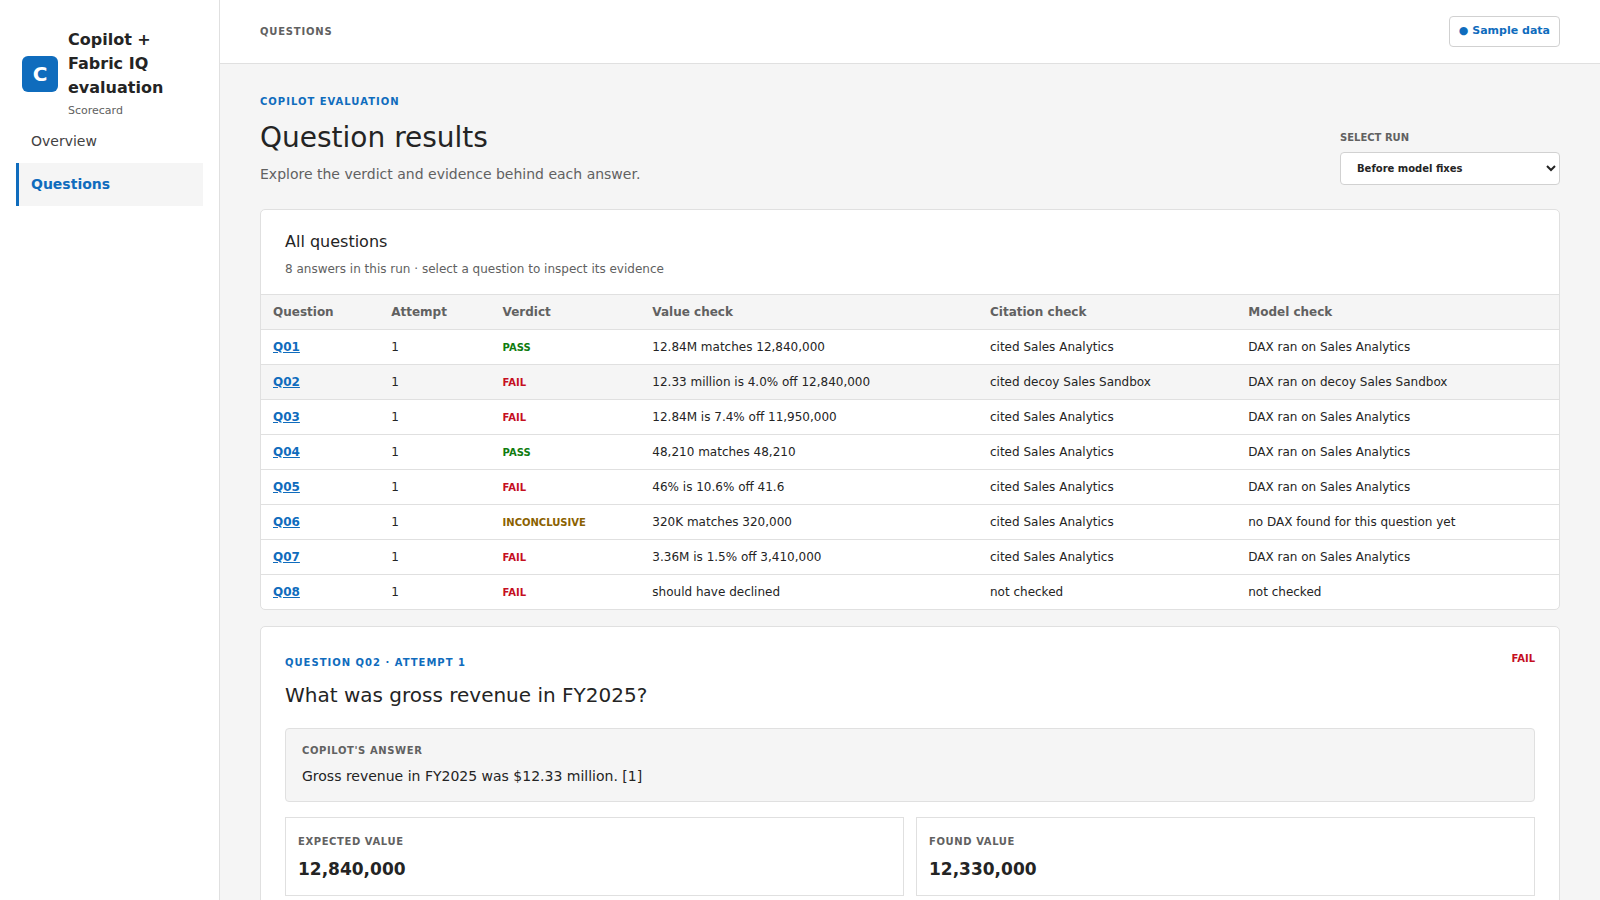 C
Copilot +
Fabric IQ
evaluation
Scorecard
Overview
Questions
QUESTIONS
Sample data
COPILOT EVALUATION
Question results
Explore the verdict and evidence behind each answer.
SELECT RUN
Before model fixes
All questions
8 answers in this run · select a question to inspect its evidence
Question Attempt Verdict Value check Citation check Model check
Q01 1 PASS 12.84M matches 12,840,000 cited Sales Analytics DAX ran on Sales Analytics
Q02 1 FAIL 12.33 million is 4.0% off 12,840,000 cited decoy Sales Sandbox DAX ran on decoy Sales Sandbox
Q03 1 FAIL 12.84M is 7.4% off 11,950,000 cited Sales Analytics DAX ran on Sales Analytics
Q04 1 PASS 48,210 matches 48,210 cited Sales Analytics DAX ran on Sales Analytics
Q05 1 FAIL 46% is 10.6% off 41.6 cited Sales Analytics DAX ran on Sales Analytics
Q06 1 INCONCLUSIVE 320K matches 320,000 cited Sales Analytics no DAX found for this question yet
Q07 1 FAIL 3.36M is 1.5% off 3,410,000 cited Sales Analytics DAX ran on Sales Analytics
Q08 1 FAIL should have declined not checked not checked
QUESTION Q02 · ATTEMPT 1
FAIL
What was gross revenue in FY2025?
COPILOT'S ANSWER
Gross revenue in FY2025 was $12.33 million. [1]
EXPECTED VALUE
12,840,000
FOUND VALUE
12,330,000